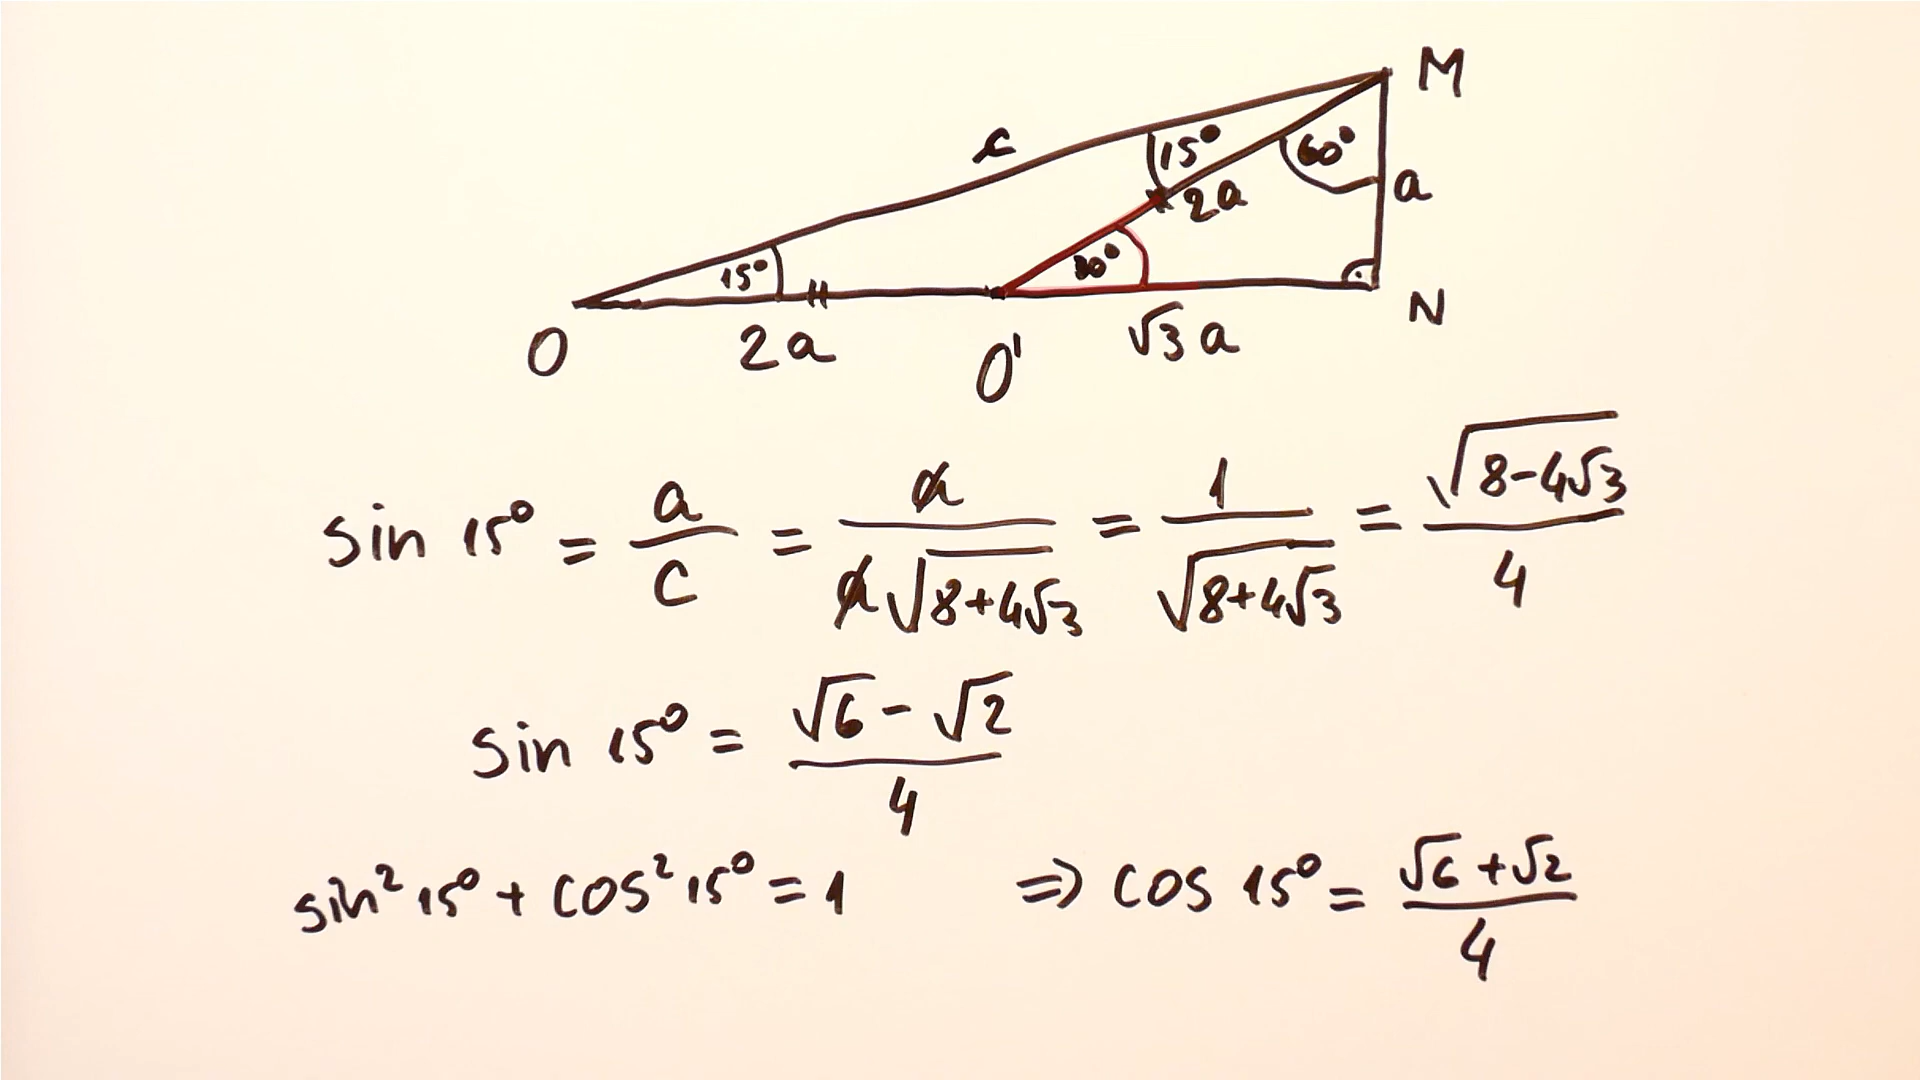 M
c
15°
60°
2a
a
15°
30°
O
2a
O'
√3 a
N
sin 15° = a/c = a/(a√(8+4√3)) = 1/√(8+4√3) = √(8-4√3)/4
sin 15° = (√6 - √2)/4
sin² 15° + cos² 15° = 1 ⇒ cos 15° = (√6 + √2)/4